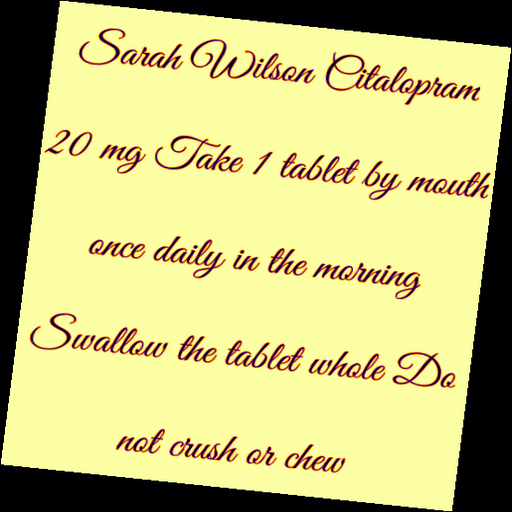 Sarah Wilson Citalopram
20 mg Take 1 tablet by mouth
once daily in the morning
Swallow the tablet whole Do
not crush or chew